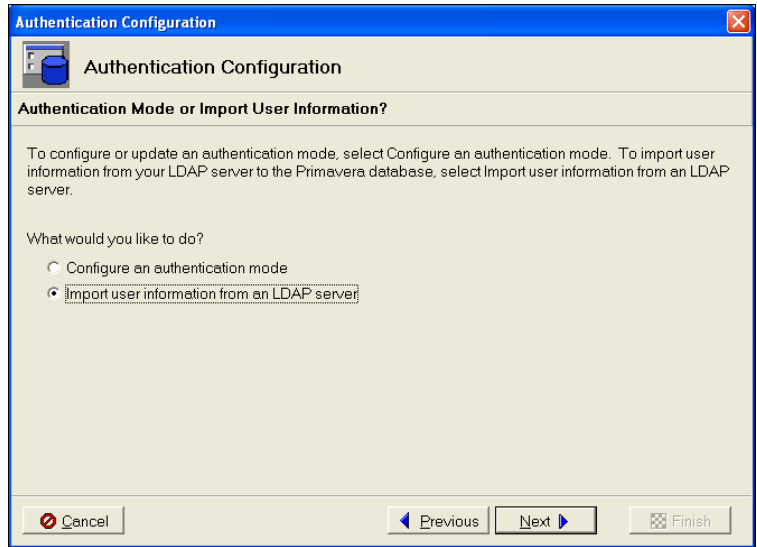 Authentication Configuration
Authentication Configuration
Authentication Mode or Import User Information?
To configure or update an authentication mode, select Configure an authentication mode. To import user
information from your LDAP server to the Primavera database, select Import user information from an LDAP
server.
What would you like to do?
Configure an authentication mode
Import user information from an LDAP server
Cancel
Previous
Next
Finish